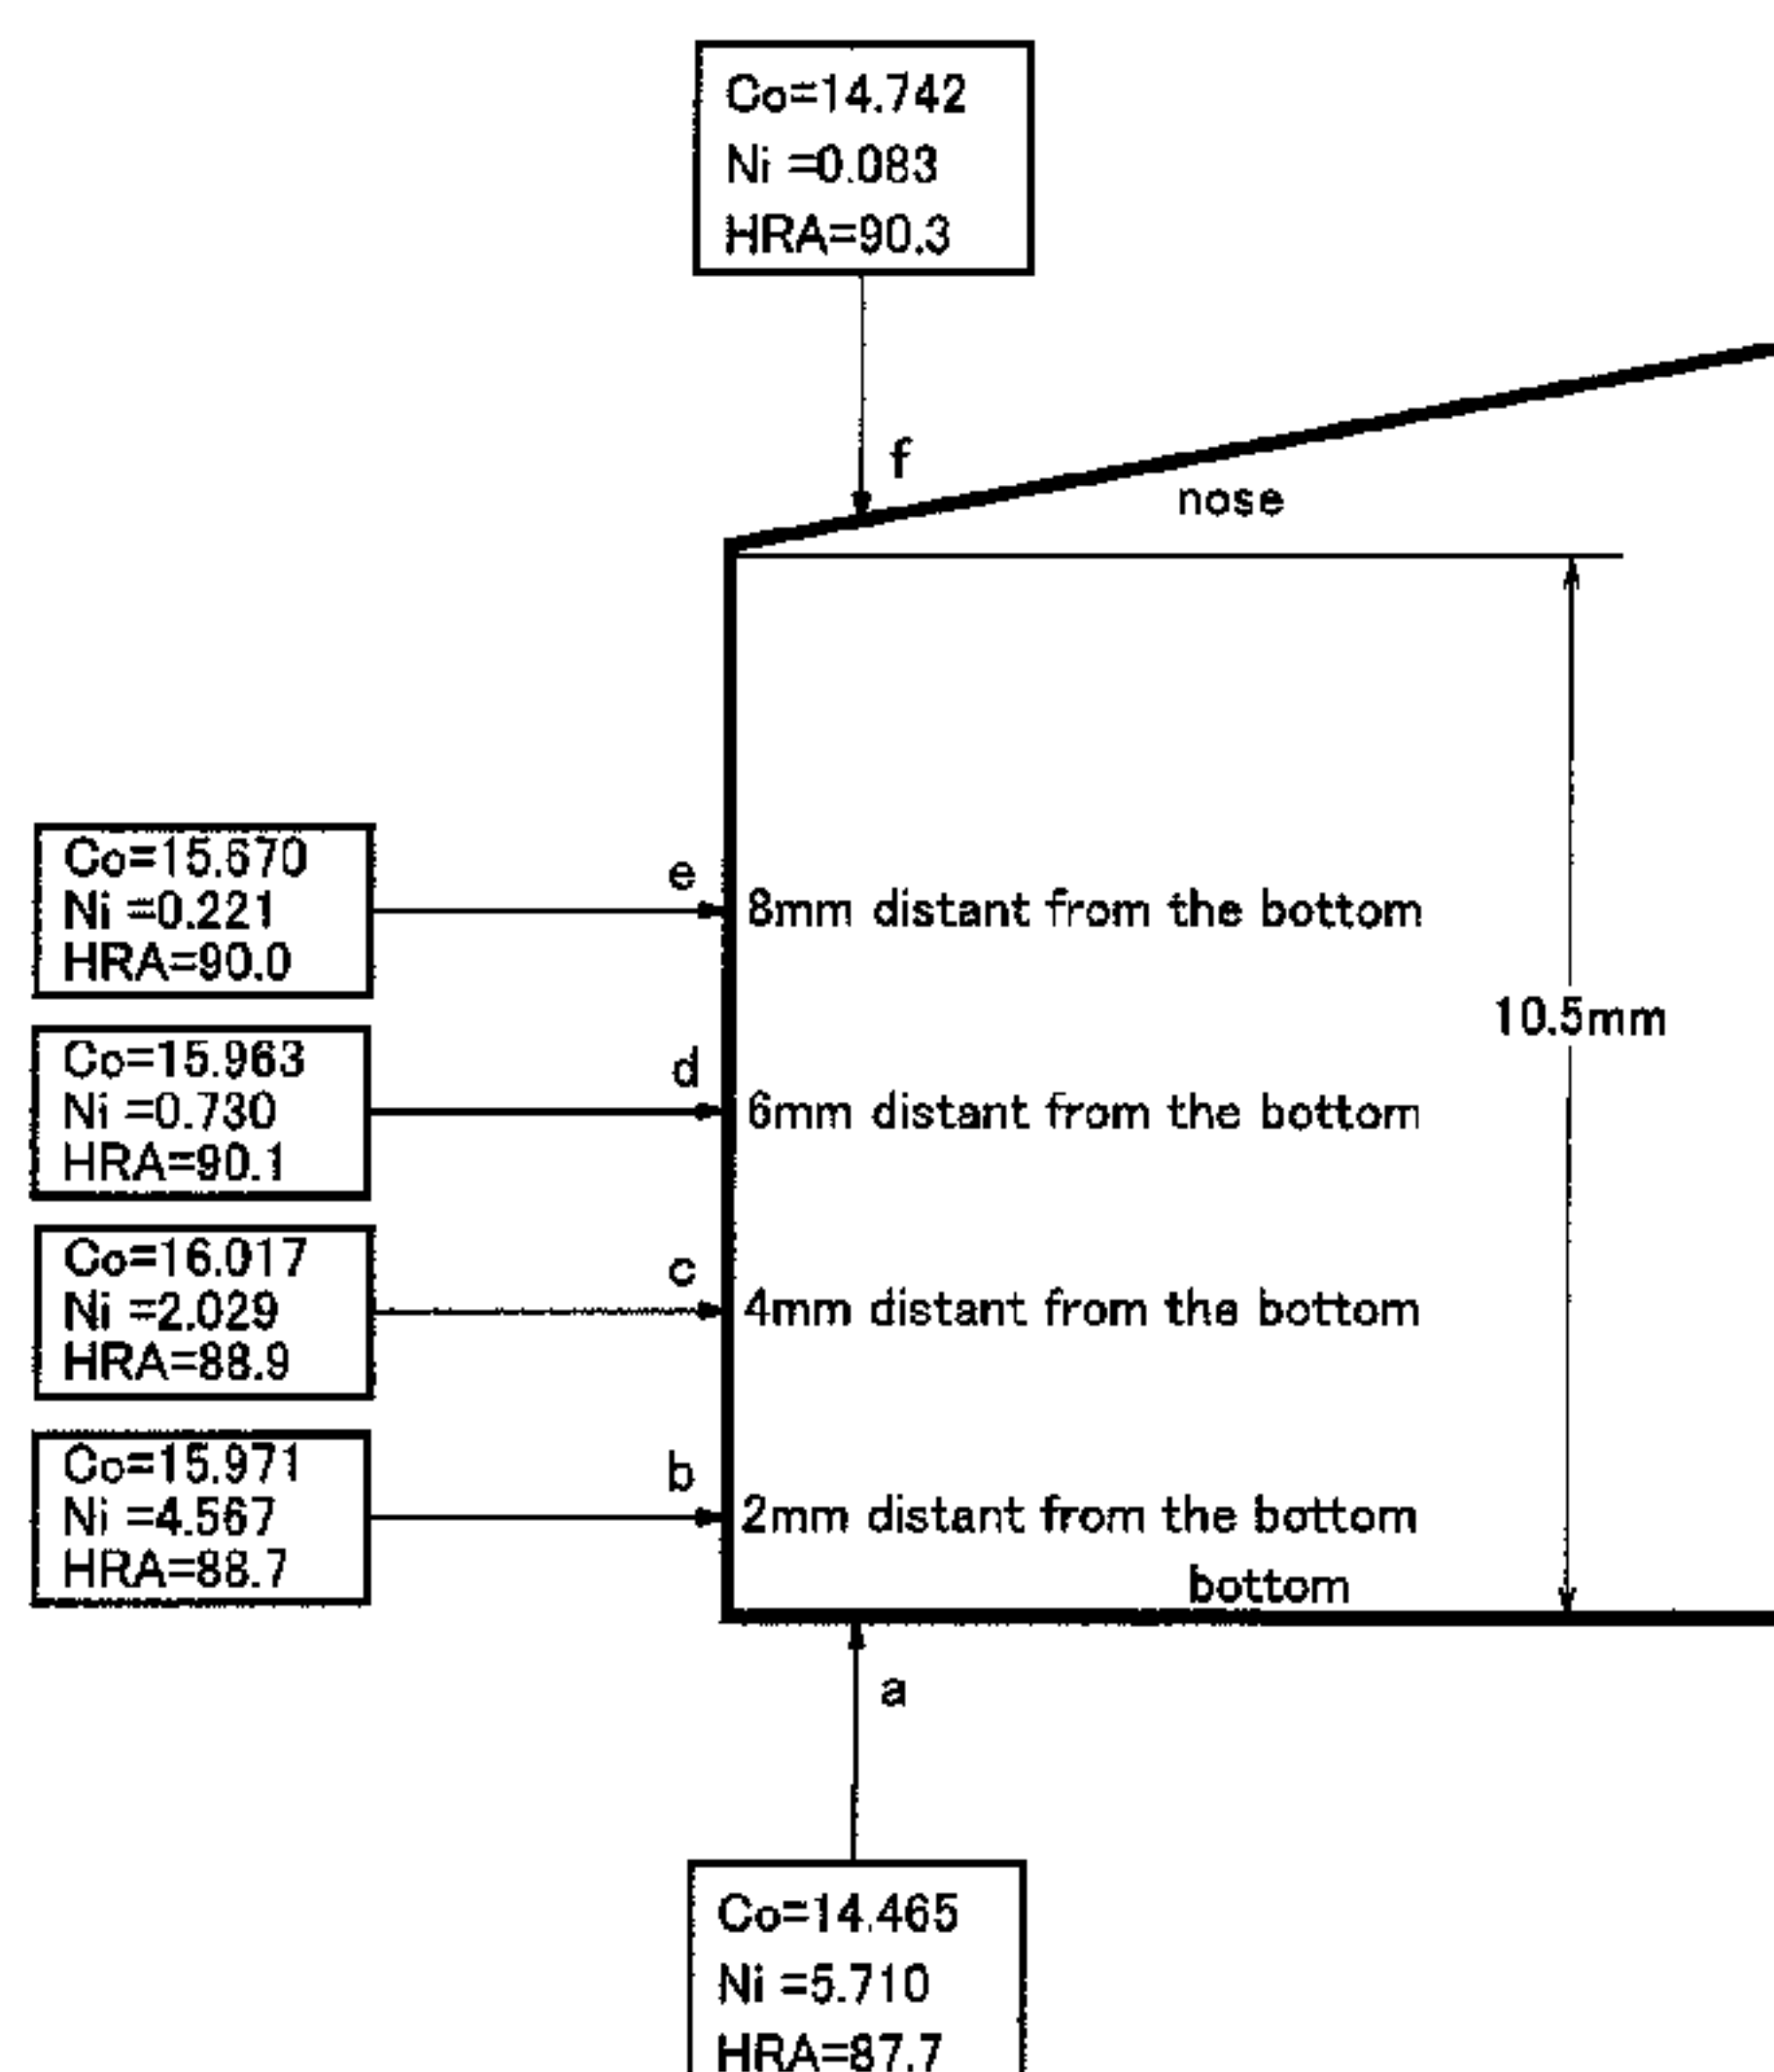 Co=14.742
Ni =0.083
HRA=90.3
f
nose
Co=15.670
Ni =0.221
HRA=90.0
e
8mm distant from the bottom
10.5mm
Co=15.963
Ni =0.730
HRA=90.1
d
6mm distant from the bottom
Co=16.017
Ni =2.029
HRA=88.9
c
4mm distant from the bottom
Co=15.971
Ni =4.567
HRA=88.7
b
2mm distant from the bottom
bottom
a
Co=14.465
Ni =5.710
HRA=87.7